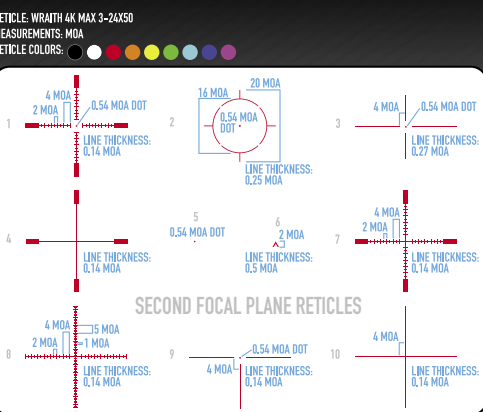 RETICLE: WRAITH 4K MAX 3-24X50
MEASUREMENTS: MOA
RETICLE COLORS:
1
4 MOA
2 MOA
0.54 MOA DOT
LINE THICKNESS:
0.14 MOA
2
16 MOA
20 MOA
0.54 MOA
DOT
LINE THICKNESS:
0.25 MOA
3
4 MOA
0.54 MOA DOT
LINE THICKNESS:
0.27 MOA
4
LINE THICKNESS:
0.14 MOA
5
0.54 MOA DOT
6
2 MOA
LINE THICKNESS:
0.5 MOA
7
4 MOA
2 MOA
LINE THICKNESS:
0.14 MOA
SECOND FOCAL PLANE RETICLES
8
4 MOA
2 MOA
5 MOA
1 MOA
LINE THICKNESS:
0.14 MOA
9
0.54 MOA DOT
4 MOA
LINE THICKNESS:
0.14 MOA
10
4 MOA
LINE THICKNESS:
0.14 MOA